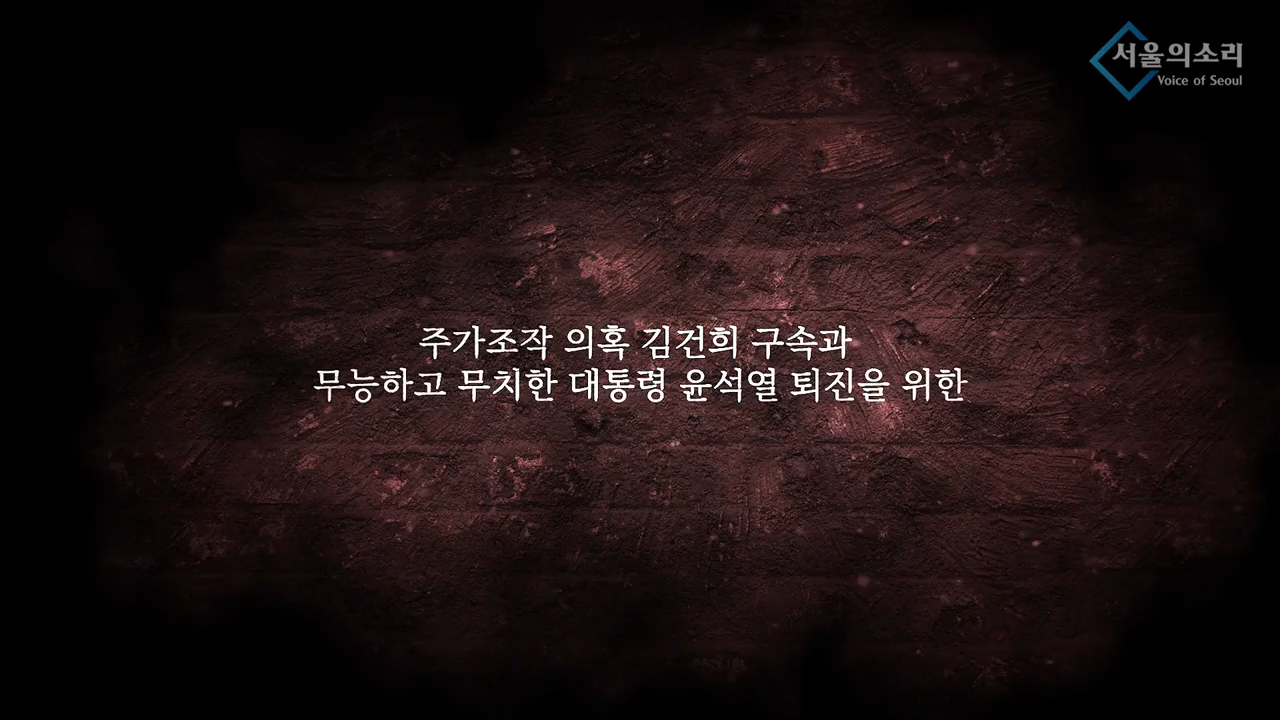 서울의소리
Voice of Seoul
주가조작 의혹 김건희 구속과
무능하고 무치한 대통령 윤석열 퇴진을 위한